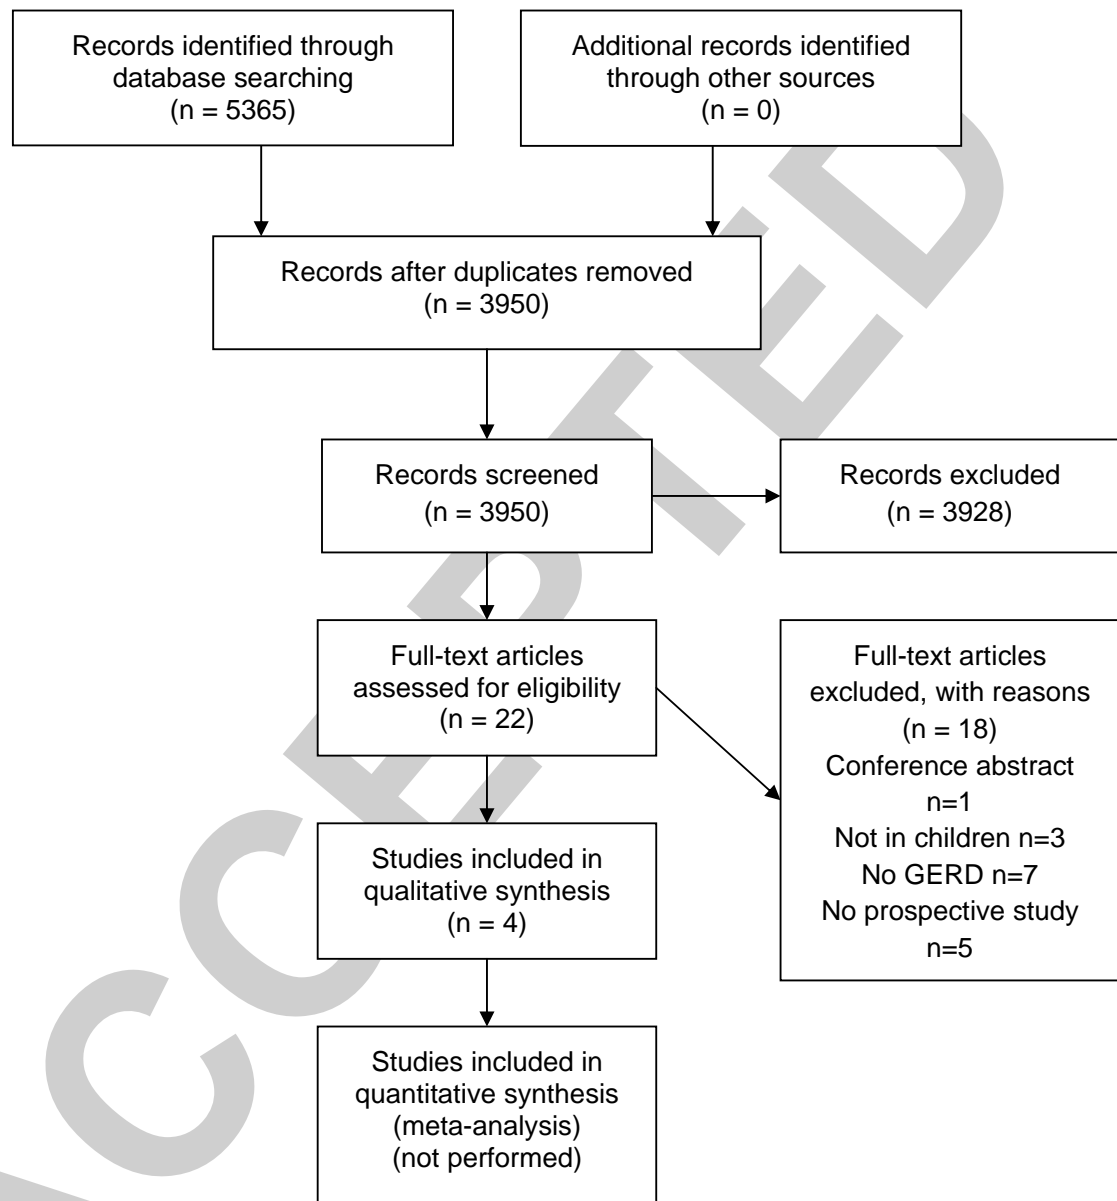 Records identified through
database searching
(n = 5365)
Additional records identified
through other sources
(n = 0)
Records after duplicates removed
(n = 3950)
Records screened
(n = 3950)
Records excluded
(n = 3928)
Full-text articles
assessed for eligibility
(n = 22)
Full-text articles
excluded, with reasons
(n = 18)
Conference abstract
n=1
Not in children n=3
No GERD n=7
No prospective study
n=5
Studies included in
qualitative synthesis
(n = 4)
Studies included in
quantitative synthesis
(meta-analysis)
(not performed)
ACCEPTED